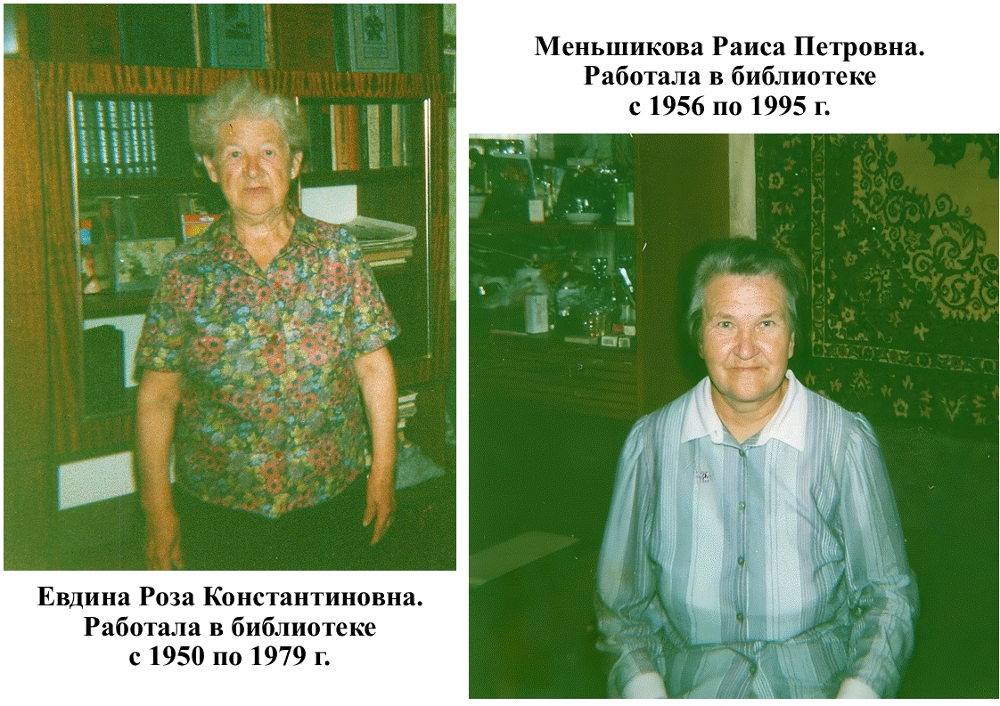 Меньшикова Раиса Петровна.
Работала в библиотеке
с 1956 по 1995 г.
Евдина Роза Константиновна.
Работала в библиотеке
с 1950 по 1979 г.